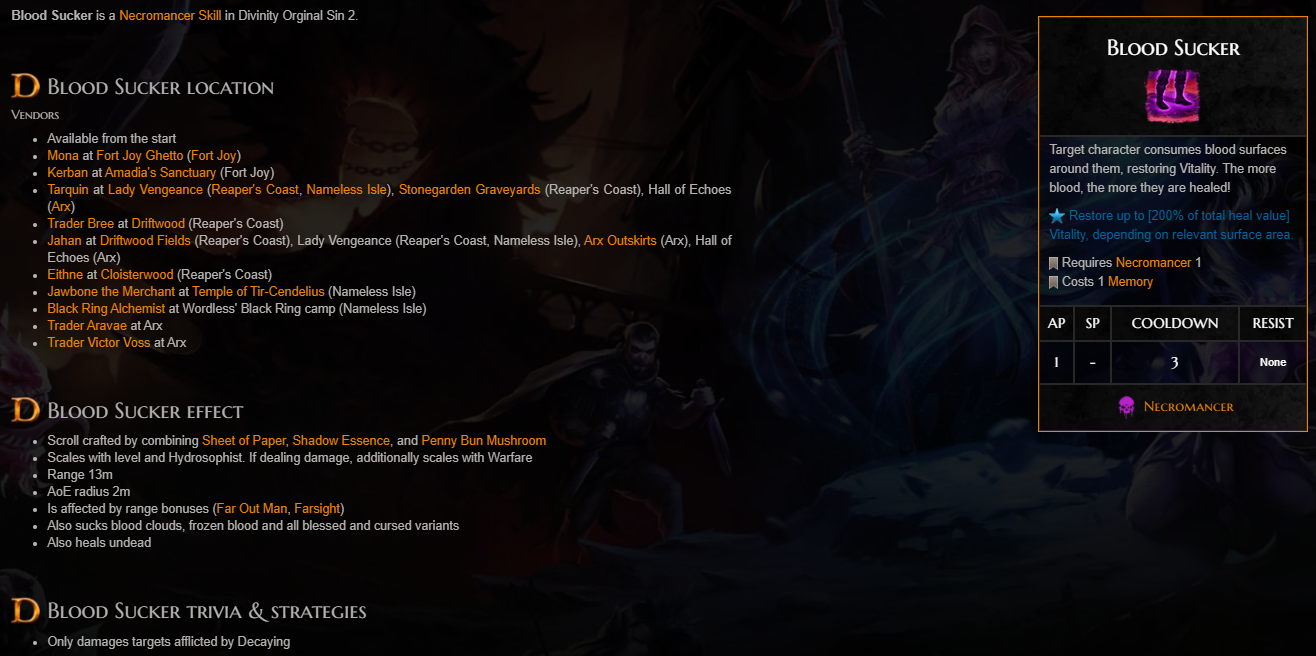 Blood Sucker is a Necromancer Skill in Divinity Orginal Sin 2.
Blood Sucker location
Vendors
Available from the start
Mona at Fort Joy Ghetto (Fort Joy)
Kerban at Amadia's Sanctuary (Fort Joy)
Tarquin at Lady Vengeance (Reaper's Coast, Nameless Isle), Stonegarden Graveyards (Reaper's Coast), Hall of Echoes
(Arx)
Trader Bree at Driftwood (Reaper's Coast)
Jahan at Driftwood Fields (Reaper's Coast), Lady Vengeance (Reaper's Coast, Nameless Isle), Arx Outskirts (Arx), Hall of
Echoes (Arx)
Eithne at Cloisterwood (Reaper's Coast)
Jawbone the Merchant at Temple of Tir-Cendelius (Nameless Isle)
Black Ring Alchemist at Wordless' Black Ring camp (Nameless Isle)
Trader Aravae at Arx
Trader Victor Voss at Arx
Blood Sucker effect
Scroll crafted by combining Sheet of Paper, Shadow Essence, and Penny Bun Mushroom
Scales with level and Hydrosophist. If dealing damage, additionally scales with Warfare
Range 13m
AoE radius 2m
Is affected by range bonuses (Far Out Man, Farsight)
Also sucks blood clouds, frozen blood and all blessed and cursed variants
Also heals undead
Blood Sucker trivia & strategies
Only damages targets afflicted by Decaying
Blood Sucker
Target character consumes blood surfaces
around them, restoring Vitality. The more
blood, the more they are healed!
Restore up to [200% of total heal value]
Vitality, depending on relevant surface area.
Requires Necromancer 1
Costs 1 Memory
AP SP COOLDOWN RESIST
1 - 3 None
Necromancer